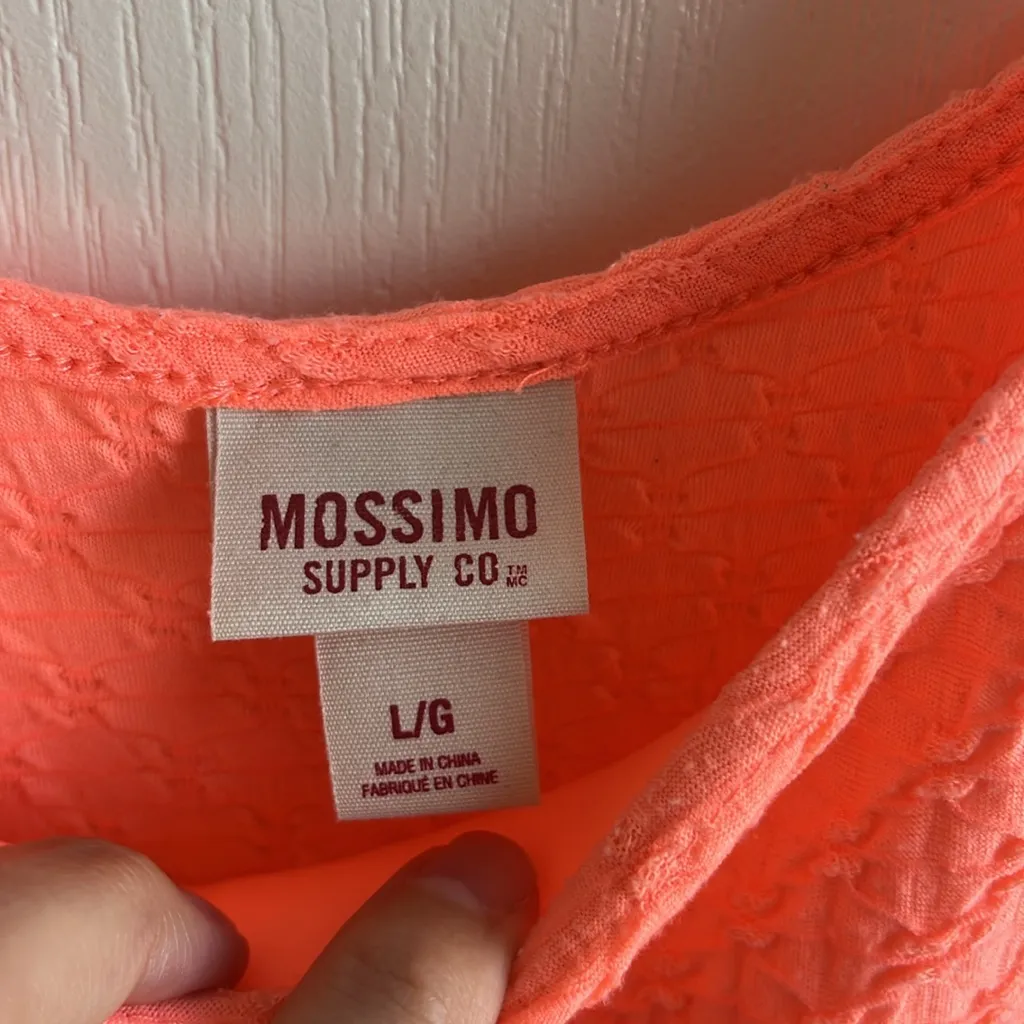 MOSSIMO
SUPPLY CO TM MC
L/G
MADE IN CHINA
FABRIQUÉ EN CHINE